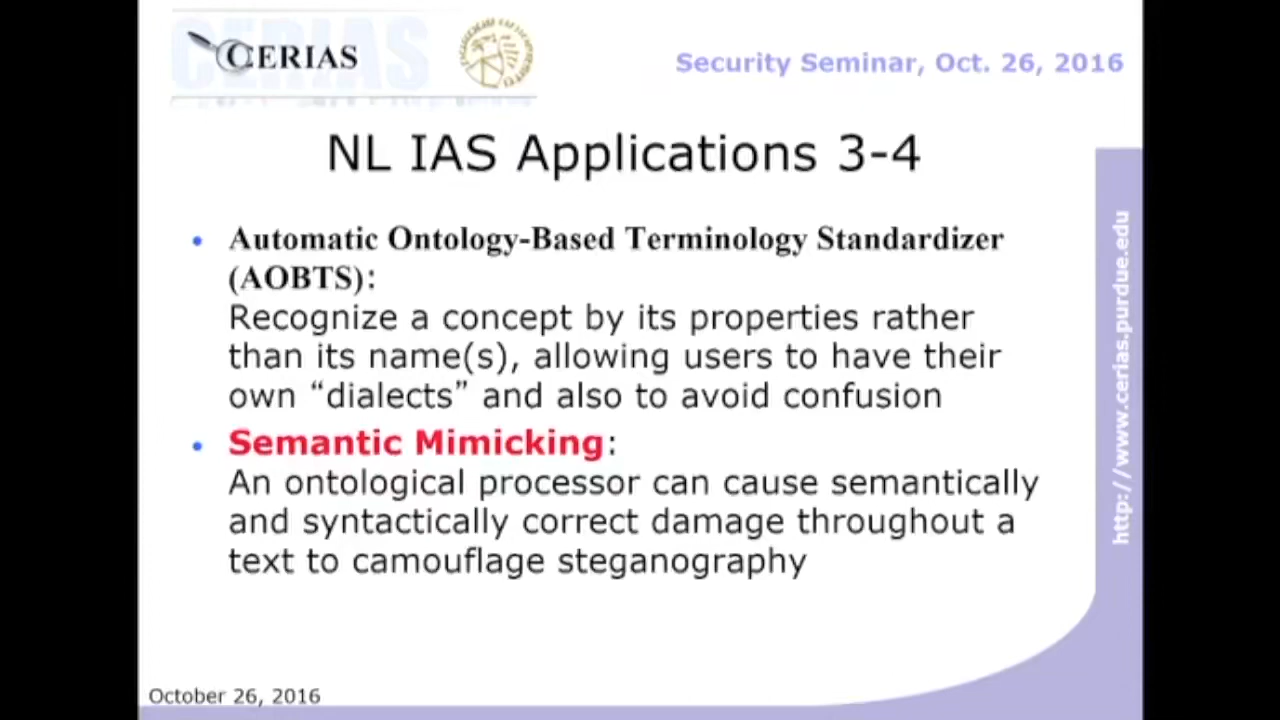 CERIAS
Security Seminar, Oct. 26, 2016
NL IAS Applications 3-4
• Automatic Ontology-Based Terminology Standardizer
(AOBTS):
Recognize a concept by its properties rather
than its name(s), allowing users to have their
own “dialects” and also to avoid confusion
• Semantic Mimicking:
An ontological processor can cause semantically
and syntactically correct damage throughout a
text to camouflage steganography
http://www.cerias.purdue.edu
October 26, 2016